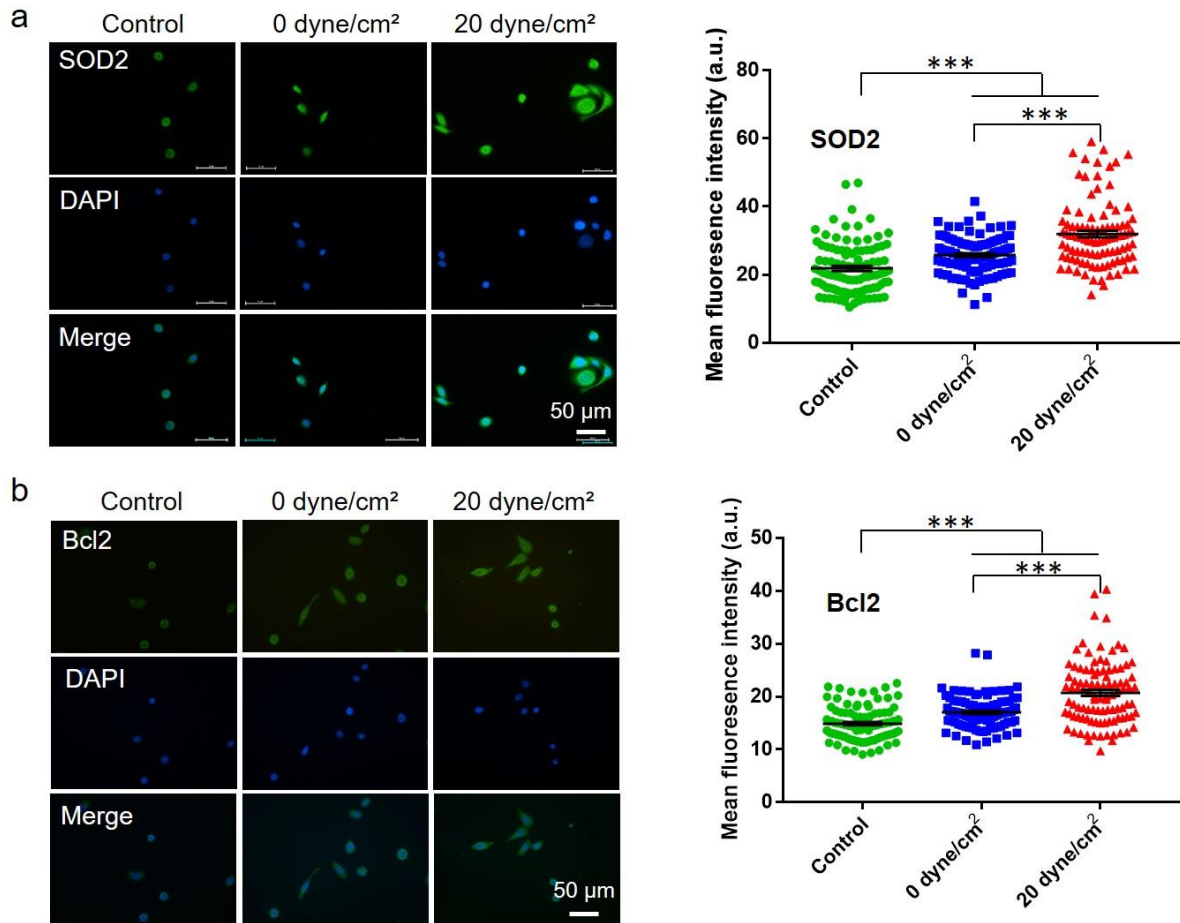 a
Control 0 dyne/cm² 20 dyne/cm²
SOD2
DAPI
Merge
50 µm
Mean fluoresence intensity (a.u.)
80
60
40
20
0
***
***
SOD2
Control
0 dyne/cm²
20 dyne/cm²
b
Control 0 dyne/cm² 20 dyne/cm²
Bcl2
DAPI
Merge
50 µm
Mean fluoresence intensity (a.u.)
50
40
30
20
10
0
***
***
Bcl2
Control
0 dyne/cm²
20 dyne/cm²